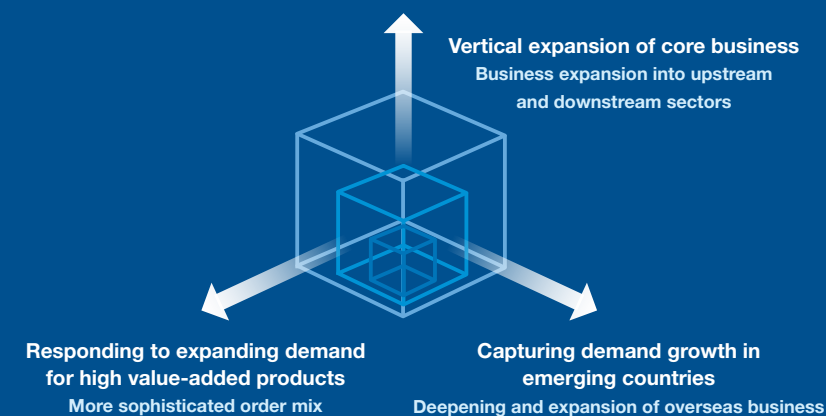 Vertical expansion of core business
Business expansion into upstream
and downstream sectors
Responding to expanding demand
for high value-added products
More sophisticated order mix
Capturing demand growth in
emerging countries
Deepening and expansion of overseas business